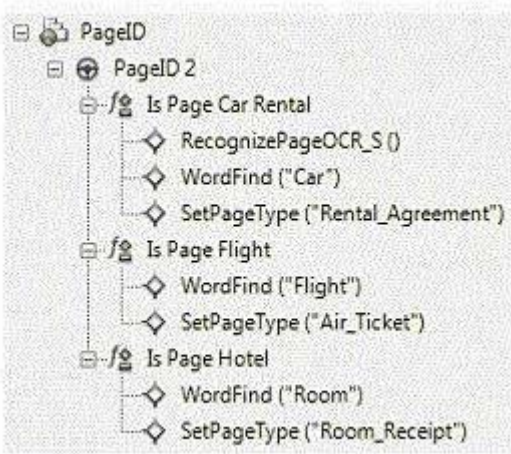 PageID
PageID 2
Is Page Car Rental
RecognizePageOCR_S ()
WordFind ("Car")
SetPageType ("Rental_Agreement")
Is Page Flight
WordFind ("Flight")
SetPageType ("Air_Ticket")
Is Page Hotel
WordFind ("Room")
SetPageType ("Room_Receipt")